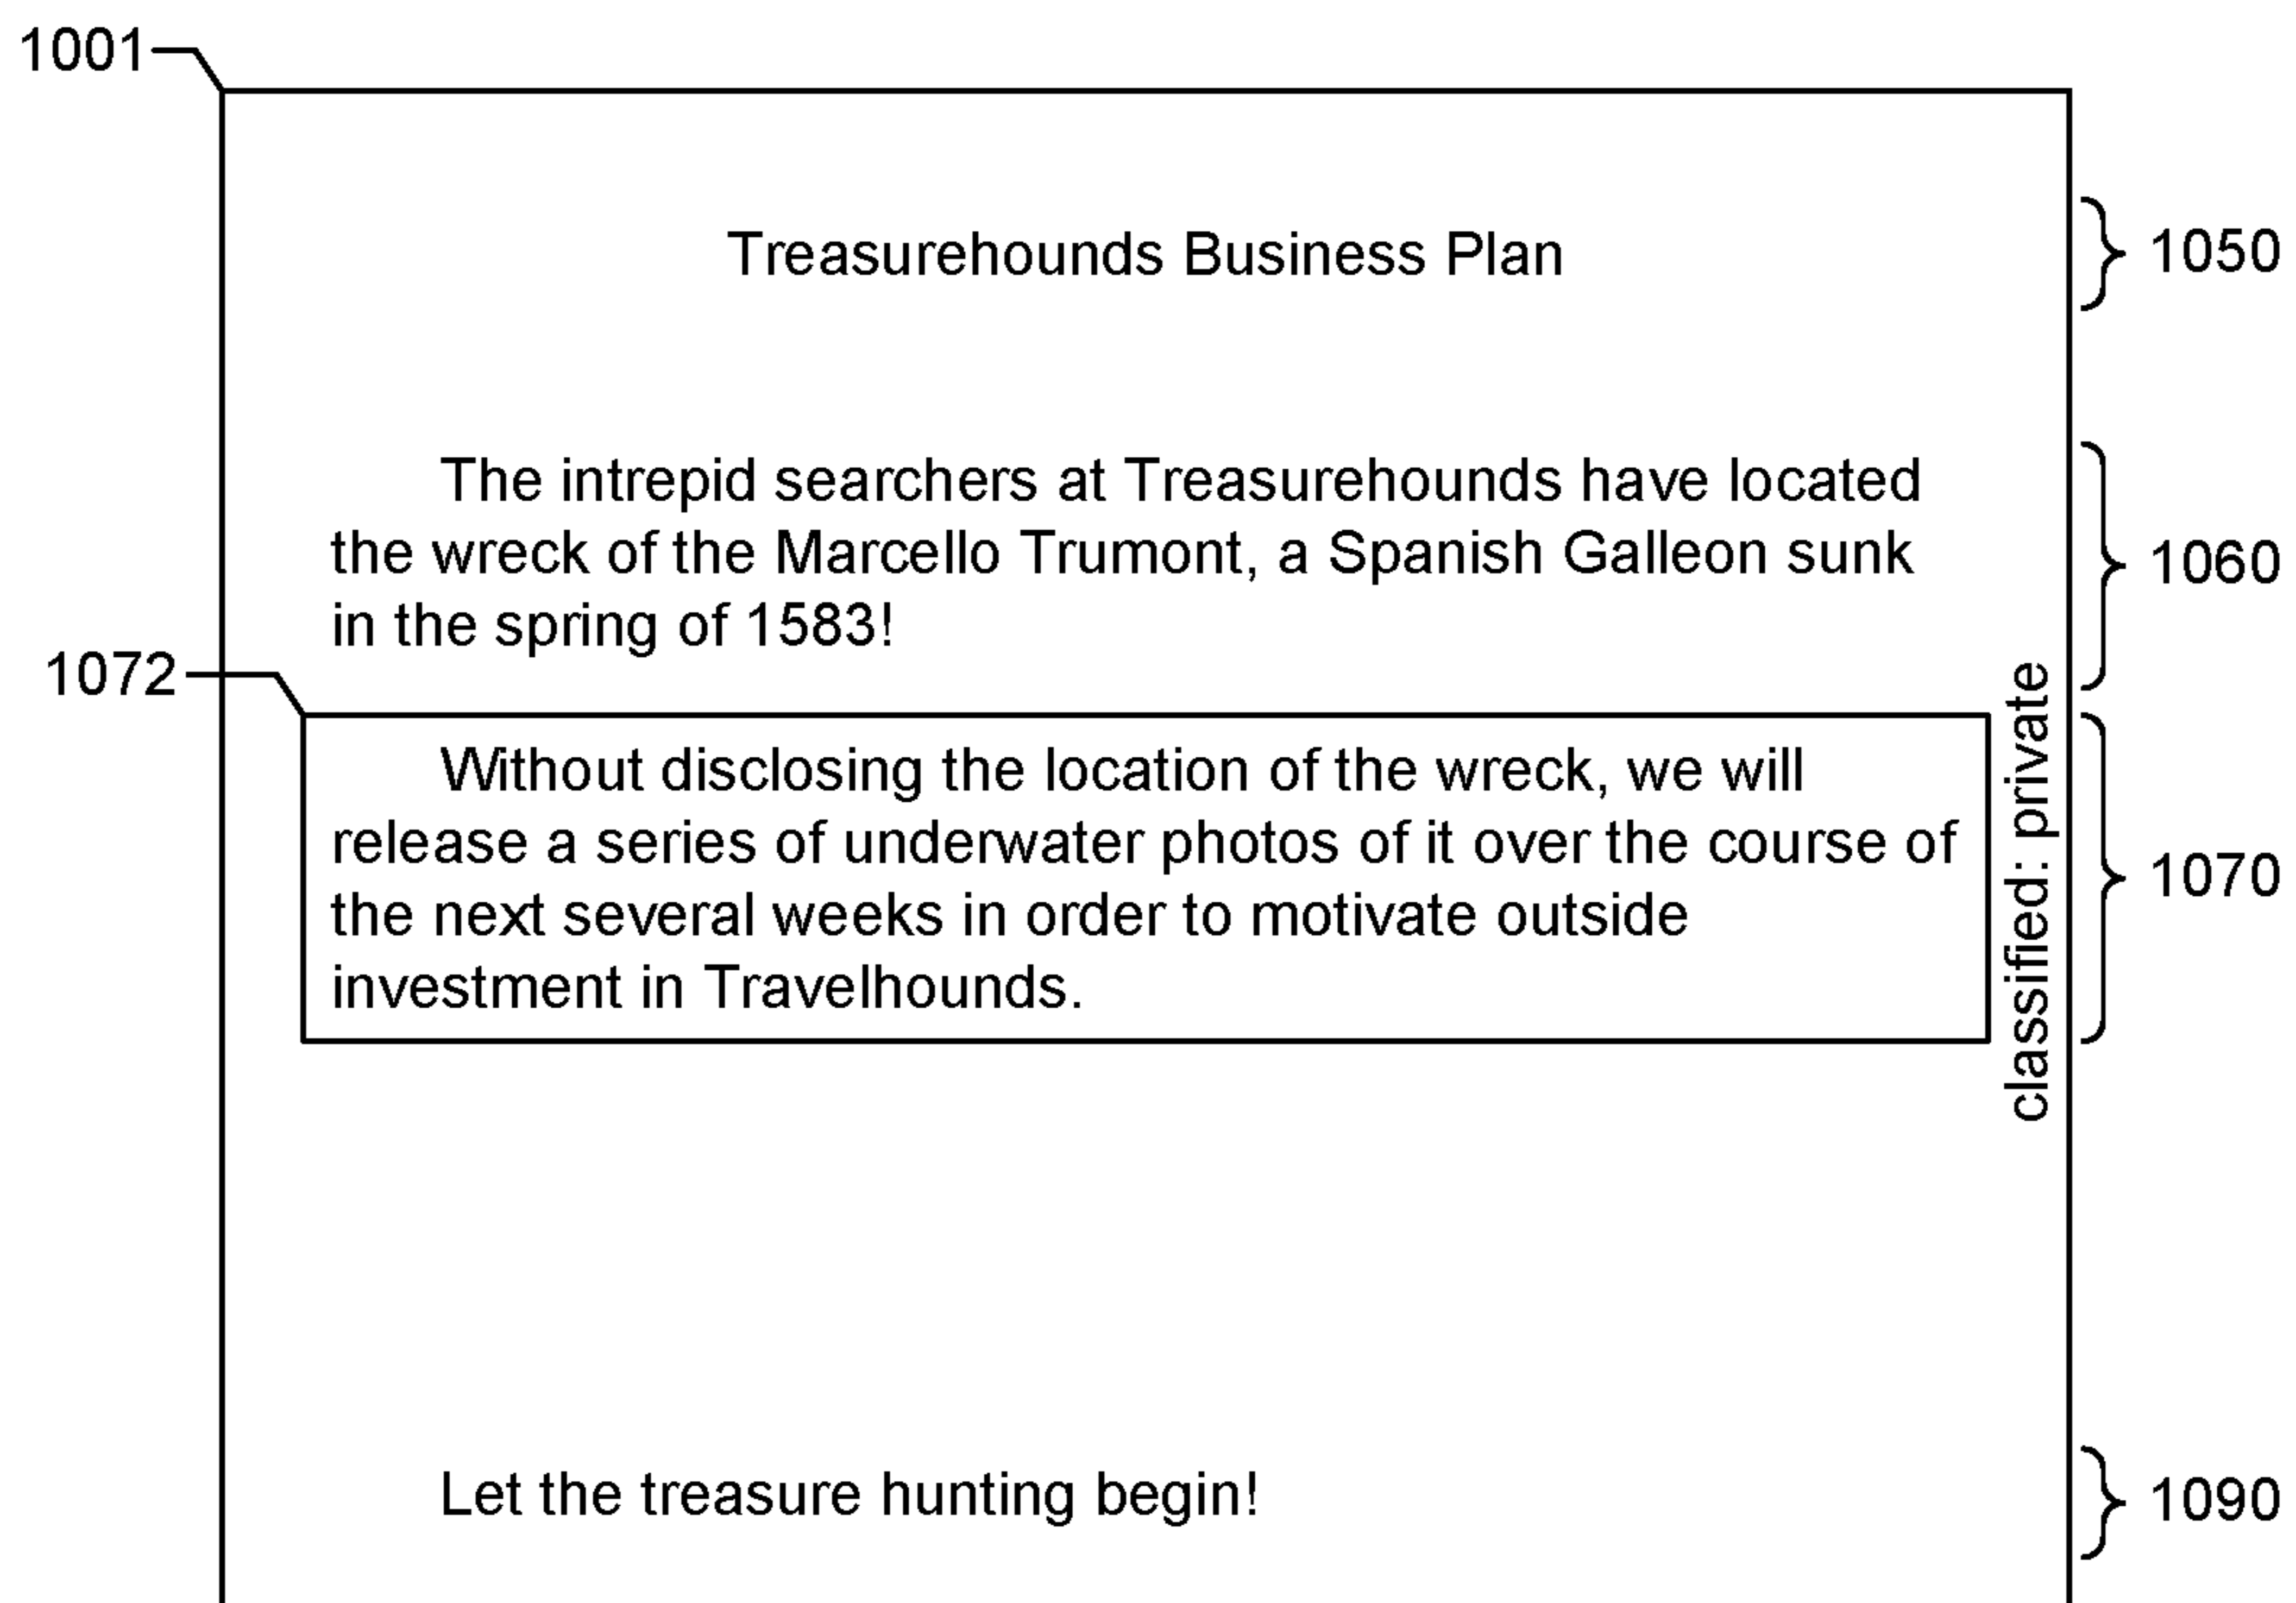 1001
Treasurehounds Business Plan
1050
The intrepid searchers at Treasurehounds have located
the wreck of the Marcello Trumont, a Spanish Galleon sunk
in the spring of 1583!
1060
1072
Without disclosing the location of the wreck, we will
release a series of underwater photos of it over the course of
the next several weeks in order to motivate outside
investment in Travelhounds.
classified: private
1070
Let the treasure hunting begin!
1090